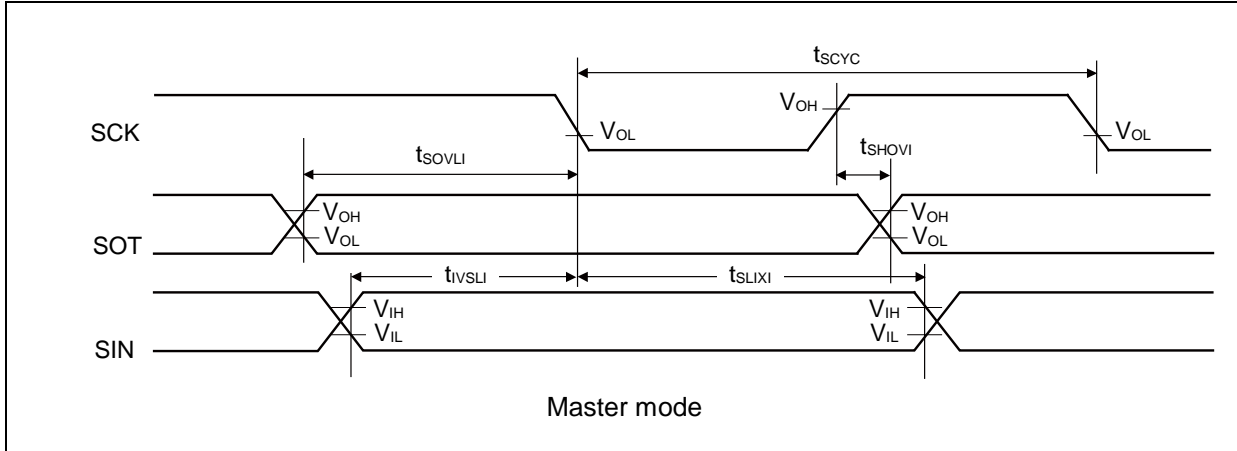 tSCYC
SCK
VOH
VOL
VOL
tSOVLI
tSHOVI
SOT
VOH
VOL
VOH
VOL
tIVSLI
tSLIXI
SIN
VIH
VIL
VIH
VIL
Master mode